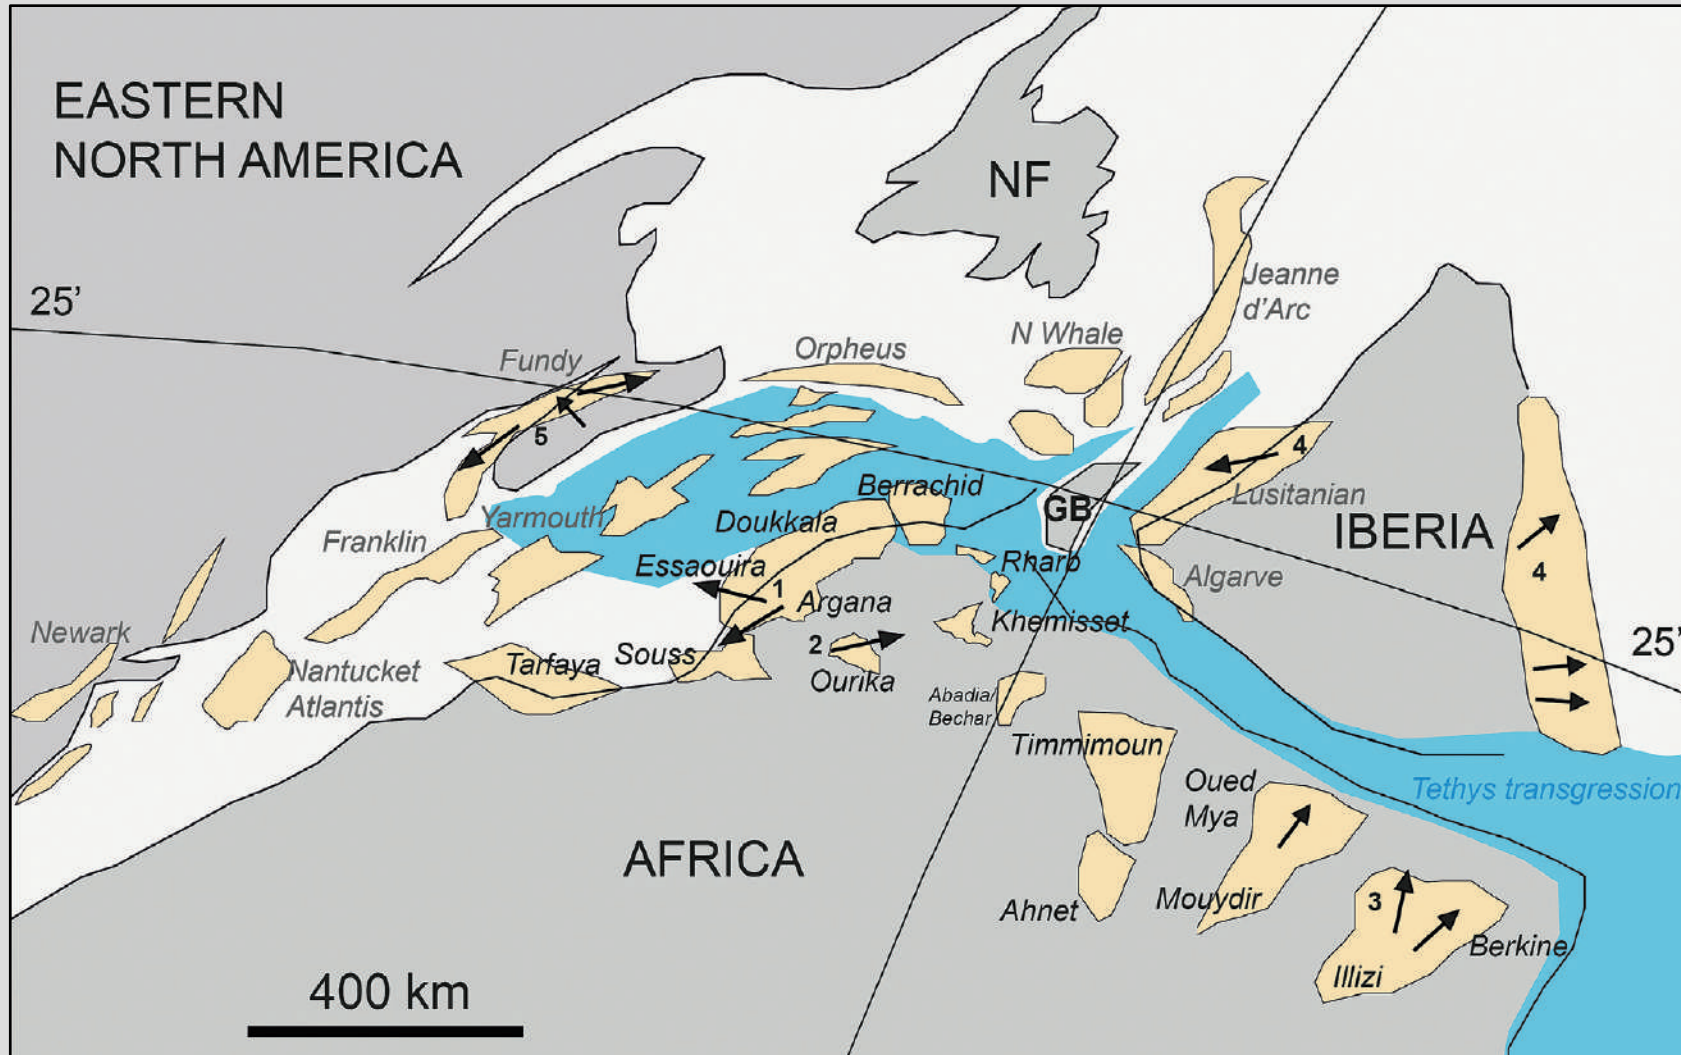 EASTERN
NORTH AMERICA
NF
25'
Jeanne
d'Arc
N Whale
Orpheus
Fundy
5
4
Lusitanian
Berrachid
GB
Yarmouth
Doukkala
IBERIA
Franklin
Essaouira
Rharb
Algarve
4
1
Argana
Newark
Khemisset
2
Souss
25'
Tarfaya
Nantucket
Atlantis
Ourika
Abadia/
Bechar
Timmimoun
Oued
Mya
Tethys transgression
AFRICA
Ahnet
Mouydir
3
Berkine
Illizi
400 km